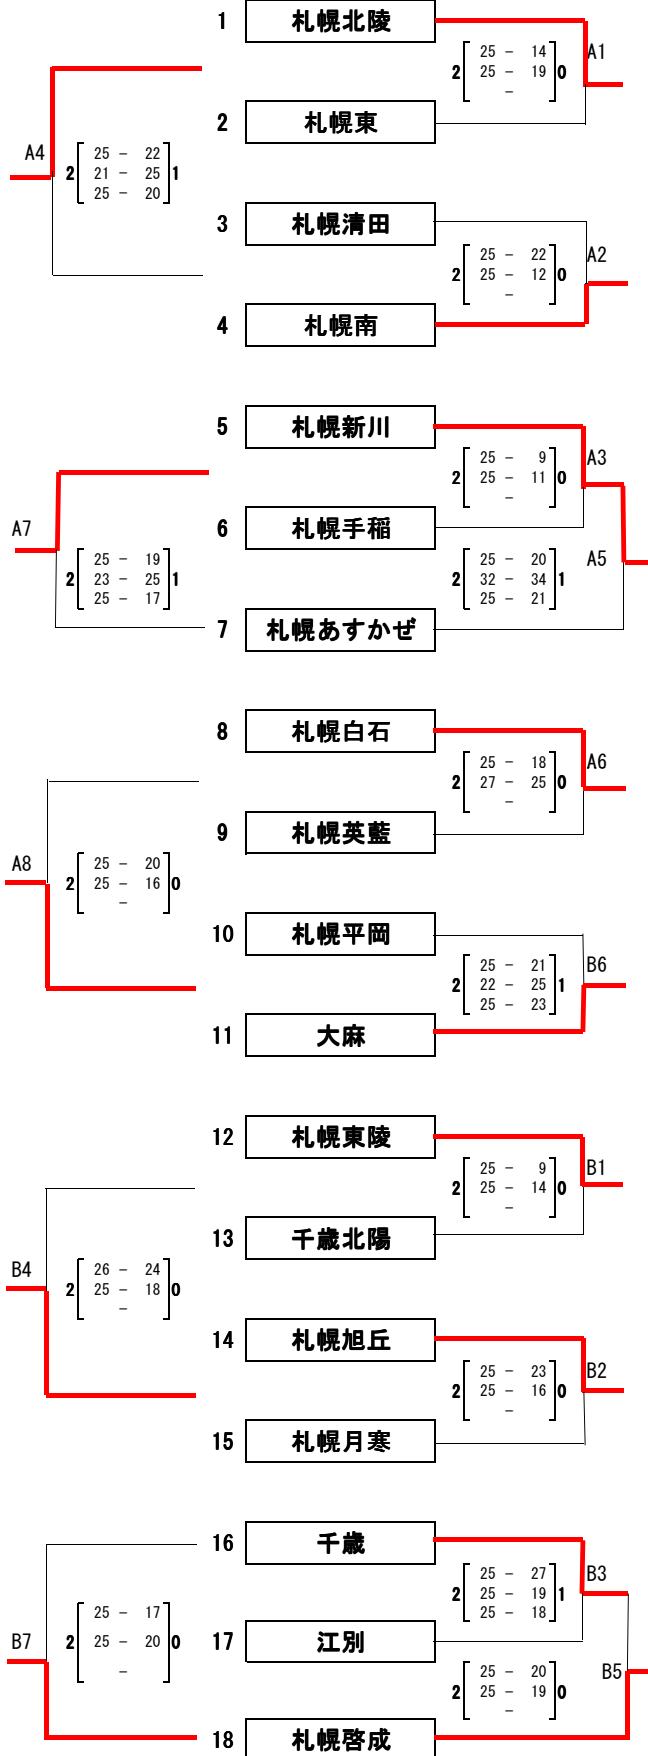 1 札幌北陵
25 - 14 A1
2 25 - 19 0
-
2 札幌東
A4 25 - 22
2 21 - 25 1
25 - 20
3 札幌清田
25 - 22 A2
2 25 - 12 0
-
4 札幌南
5 札幌新川
25 - 9 A3
2 25 - 11 0
-
A7 6 札幌手稲
25 - 19
2 23 - 25 1
25 - 17
25 - 20 A5
2 32 - 34 1
25 - 21
7 札幌あすかぜ
8 札幌白石
25 - 18 A6
2 27 - 25 0
-
9 札幌英藍
A8 25 - 20
2 25 - 16 0
-
10 札幌平岡
25 - 21 B6
2 22 - 25 1
25 - 23
11 大麻
12 札幌東陵
25 - 9 B1
2 25 - 14 0
-
13 千歳北陽
B4 26 - 24
2 25 - 18 0
-
14 札幌旭丘
25 - 23 B2
2 25 - 16 0
-
15 札幌月寒
16 千歳
25 - 27 B3
2 25 - 19 1
25 - 18
25 - 17
B7 2 25 - 20 0
-
17 江別
25 - 20 B5
2 25 - 19 0
-
18 札幌啓成